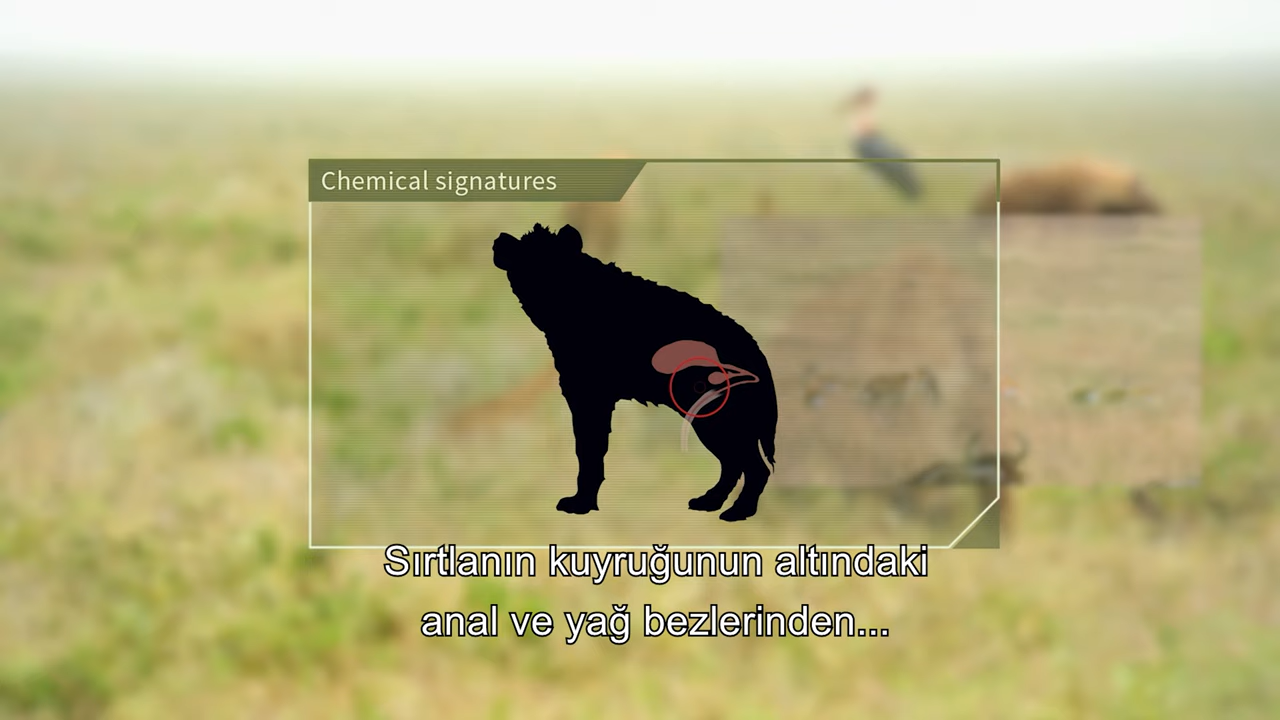 Chemical signatures
Sırtlanın kuyruğunun altındaki
anal ve yağ bezlerinden...